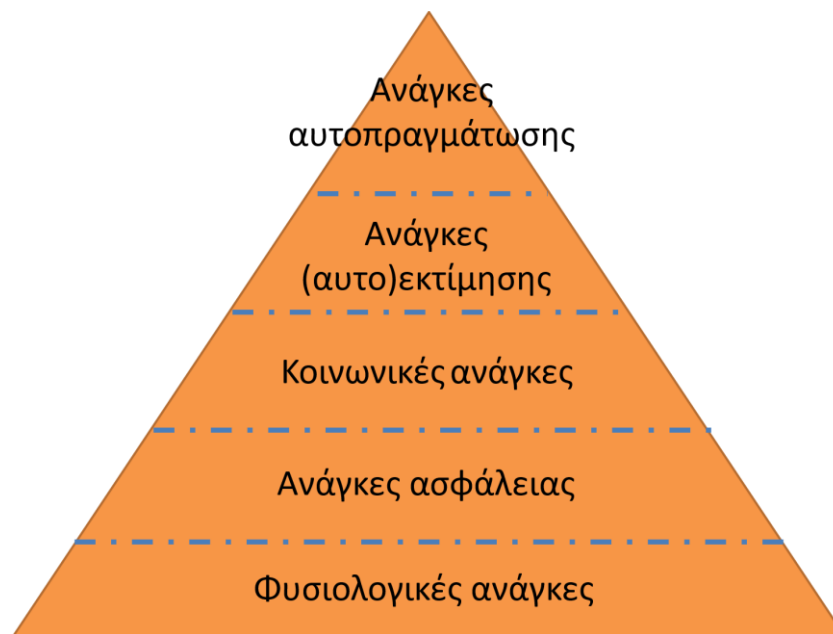 Ανάγκες
αυτοπραγμάτωσης
Ανάγκες
(αυτο)εκτίμησης
Κοινωνικές ανάγκες
Ανάγκες ασφάλειας
Φυσιολογικές ανάγκες